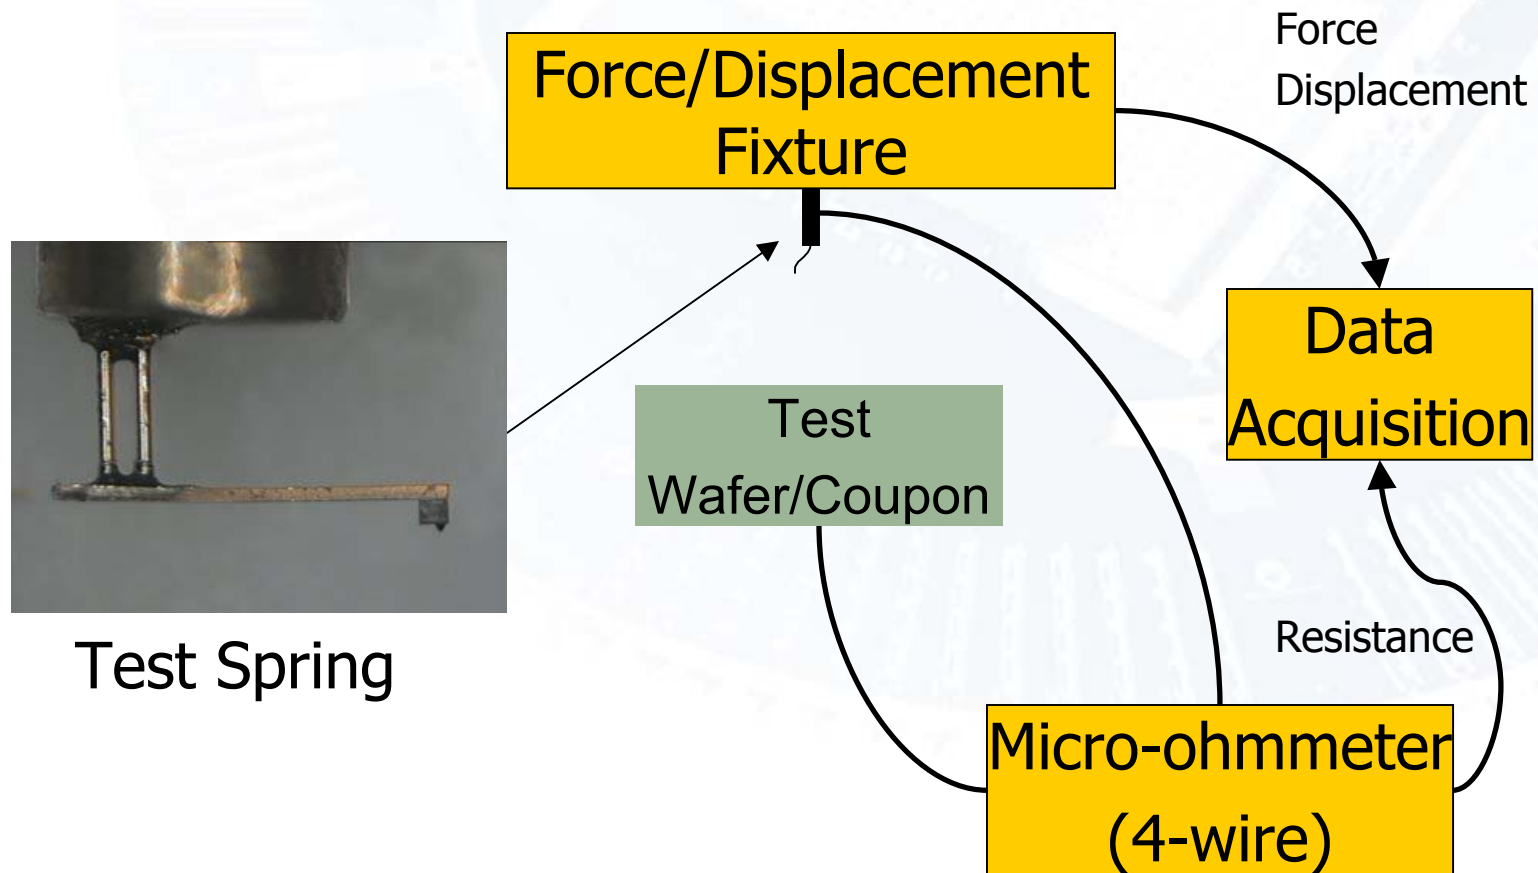 Force/Displacement
Fixture
Force
Displacement
Data
Acquisition
Test
Wafer/Coupon
Test Spring
Resistance
Micro-ohmmeter
(4-wire)